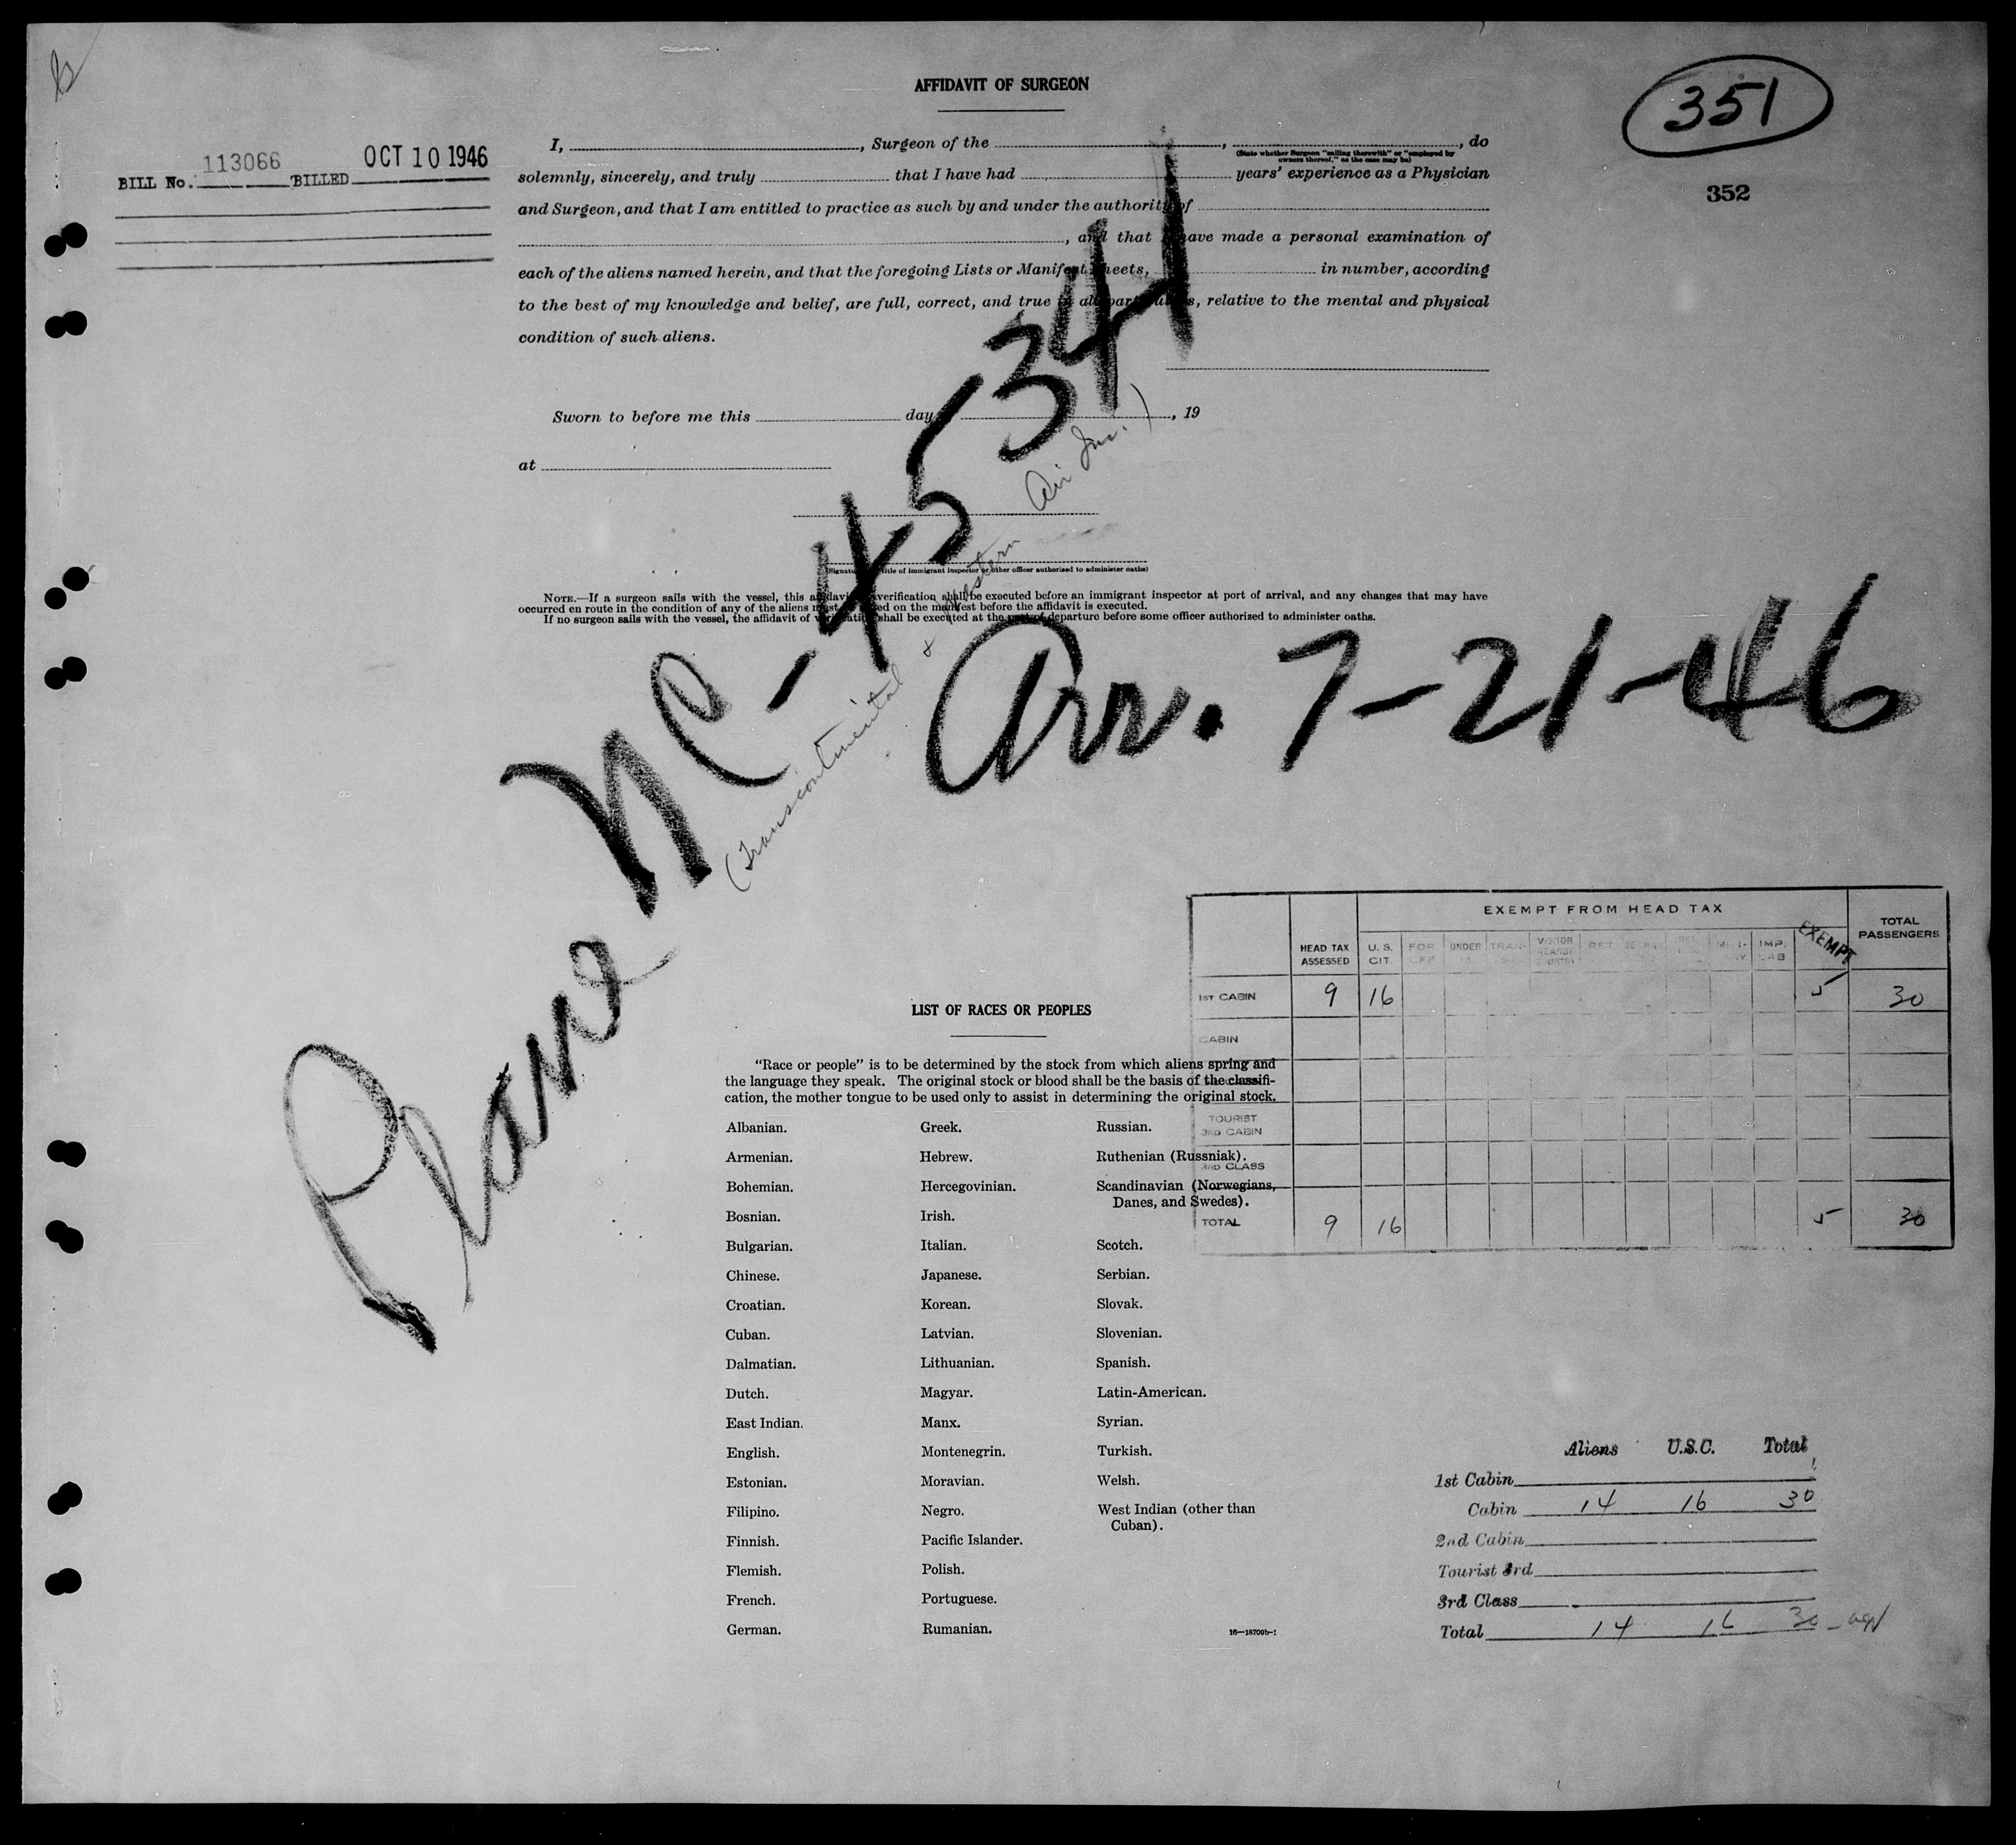 AFFIDAVIT OF SURGEON
351
352
BILL No. 113066 BILLED OCT 10 1946
I, , Surgeon of the , , do
(State whether Surgeon "sailing therewith" or "employed by
owners thereof," as the case may be)
solemnly, sincerely, and truly that I have had years' experience as a Physician
and Surgeon, and that I am entitled to practice as such by and under the authority of
, and that I have made a personal examination of
each of the aliens named herein, and that the foregoing Lists or Manifest Sheets, in number, according
to the best of my knowledge and belief, are full, correct, and true in all particulars, relative to the mental and physical
condition of such aliens.
Sworn to before me this day , 19
at
(Signature title of immigrant inspector or other officer authorized to administer oaths)
NOTE.—If a surgeon sails with the vessel, this affidavit verification shall be executed before an immigrant inspector at port of arrival, and any changes that may have
occurred en route in the condition of any of the aliens must be noted on the manifest before the affidavit is executed.
If no surgeon sails with the vessel, the affidavit of verification shall be executed at the port of departure before some officer authorized to administer oaths.
Plane NC-45341
(Transcontinental & Western Air Inc.)
Arr. 7-21-46
EXEMPT FROM HEAD TAX
HEAD TAX ASSESSED U.S. CIT. FOR. OFF UNDER 16 TRAN- VISITOR NEARBY COUNTRY RET IMP. LAB EXEMPT TOTAL PASSENGERS
1ST CABIN 9 16 5 30
CABIN
TOURIST 3RD CABIN
3RD CLASS
TOTAL 9 16 5 30
LIST OF RACES OR PEOPLES
"Race or people" is to be determined by the stock from which aliens spring and
the language they speak. The original stock or blood shall be the basis of the classifi-
cation, the mother tongue to be used only to assist in determining the original stock.
Albanian. Greek. Russian.
Armenian. Hebrew. Ruthenian (Russniak).
Bohemian. Hercegovinian. Scandinavian (Norwegians,
Danes, and Swedes).
Bosnian. Irish.
Bulgarian. Italian. Scotch.
Chinese. Japanese. Serbian.
Croatian. Korean. Slovak.
Cuban. Latvian. Slovenian.
Dalmatian. Lithuanian. Spanish.
Dutch. Magyar. Latin-American.
East Indian. Manx. Syrian.
English. Montenegrin. Turkish.
Estonian. Moravian. Welsh.
Filipino. Negro. West Indian (other than
Cuban).
Finnish. Pacific Islander.
Flemish. Polish.
French. Portuguese.
German. Rumanian.
16—18709b-1
Aliens U.S.C. Total
1st Cabin
Cabin 14 16 30
2nd Cabin
Tourist 3rd
3rd Class
Total 14 16 30